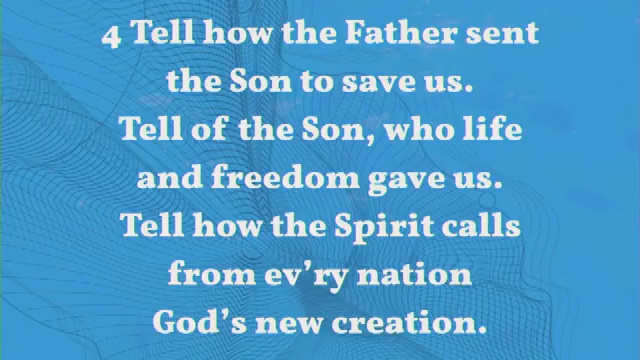 4 Tell how the Father sent
the Son to save us.
Tell of the Son, who life
and freedom gave us.
Tell how the Spirit calls
from ev’ry nation
God’s new creation.